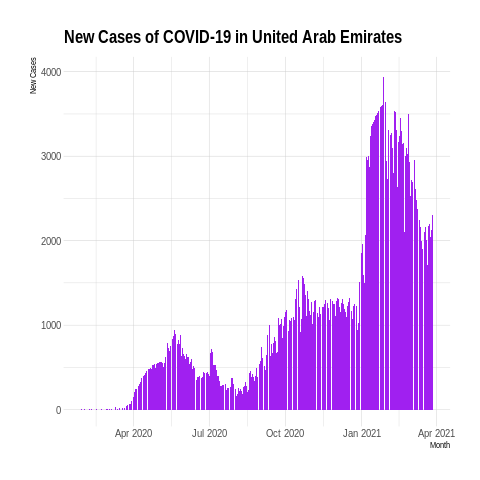 New Cases of COVID-19 in United Arab Emirates
New Cases
4000
3000
2000
1000
0
Apr 2020
Jul 2020
Oct 2020
Jan 2021
Apr 2021
Month